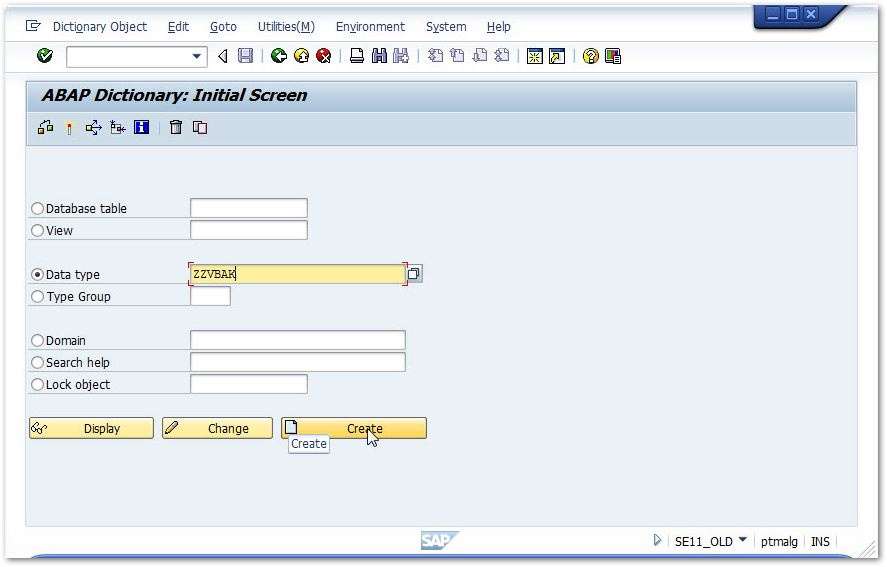 Dictionary Object Edit Goto Utilities(M) Environment System Help
ABAP Dictionary: Initial Screen
Database table
View
Data type ZZVBAK
Type Group
Domain
Search help
Lock object
Display Change Create
Create
SAP SE11_OLD ptmalg INS